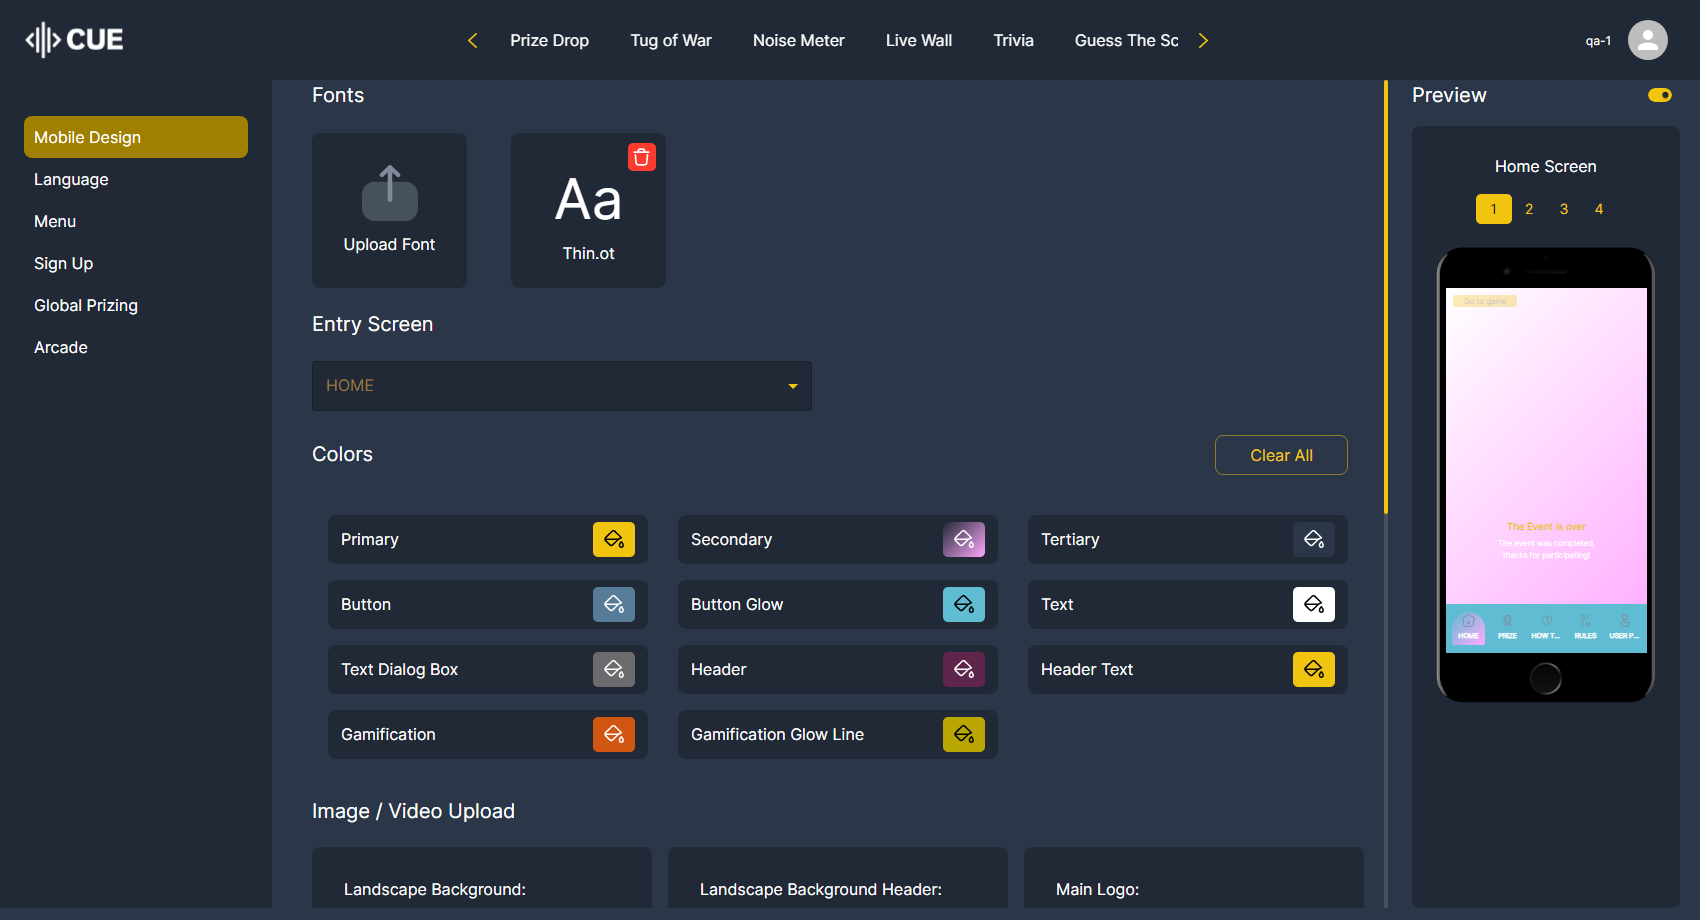 CUE
Prize Drop
Tug of War
Noise Meter
Live Wall
Trivia
Guess The Sc
qa-1
Mobile Design
Language
Menu
Sign Up
Global Prizing
Arcade
Fonts
Upload Font
Aa
Thin.ot
Entry Screen
HOME
Colors
Clear All
Primary
Secondary
Tertiary
Button
Button Glow
Text
Text Dialog Box
Header
Header Text
Gamification
Gamification Glow Line
Image / Video Upload
Landscape Background:
Landscape Background Header:
Main Logo:
Preview
Home Screen
1 2 3 4
Go to game
The Event is over
The event was completed,
thanks for participating!
HOME
PRIZE
HOW T...
RULES
USER P...